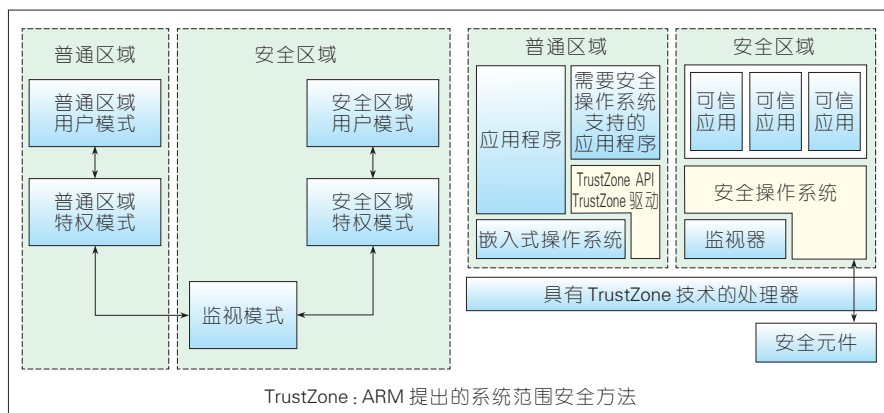 普通区域
安全区域
普通区域
用户模式
安全区域
用户模式
普通区域
特权模式
安全区域
特权模式
监视模式
普通区域
安全区域
应用程序
需要安全
操作系统
支持的
应用程序
可信
应用
可信
应用
可信
应用
TrustZone API
TrustZone 驱动
安全操作系统
嵌入式操作系统
监视器
具有 TrustZone 技术的处理器
安全元件
TrustZone：ARM 提出的系统范围安全方法